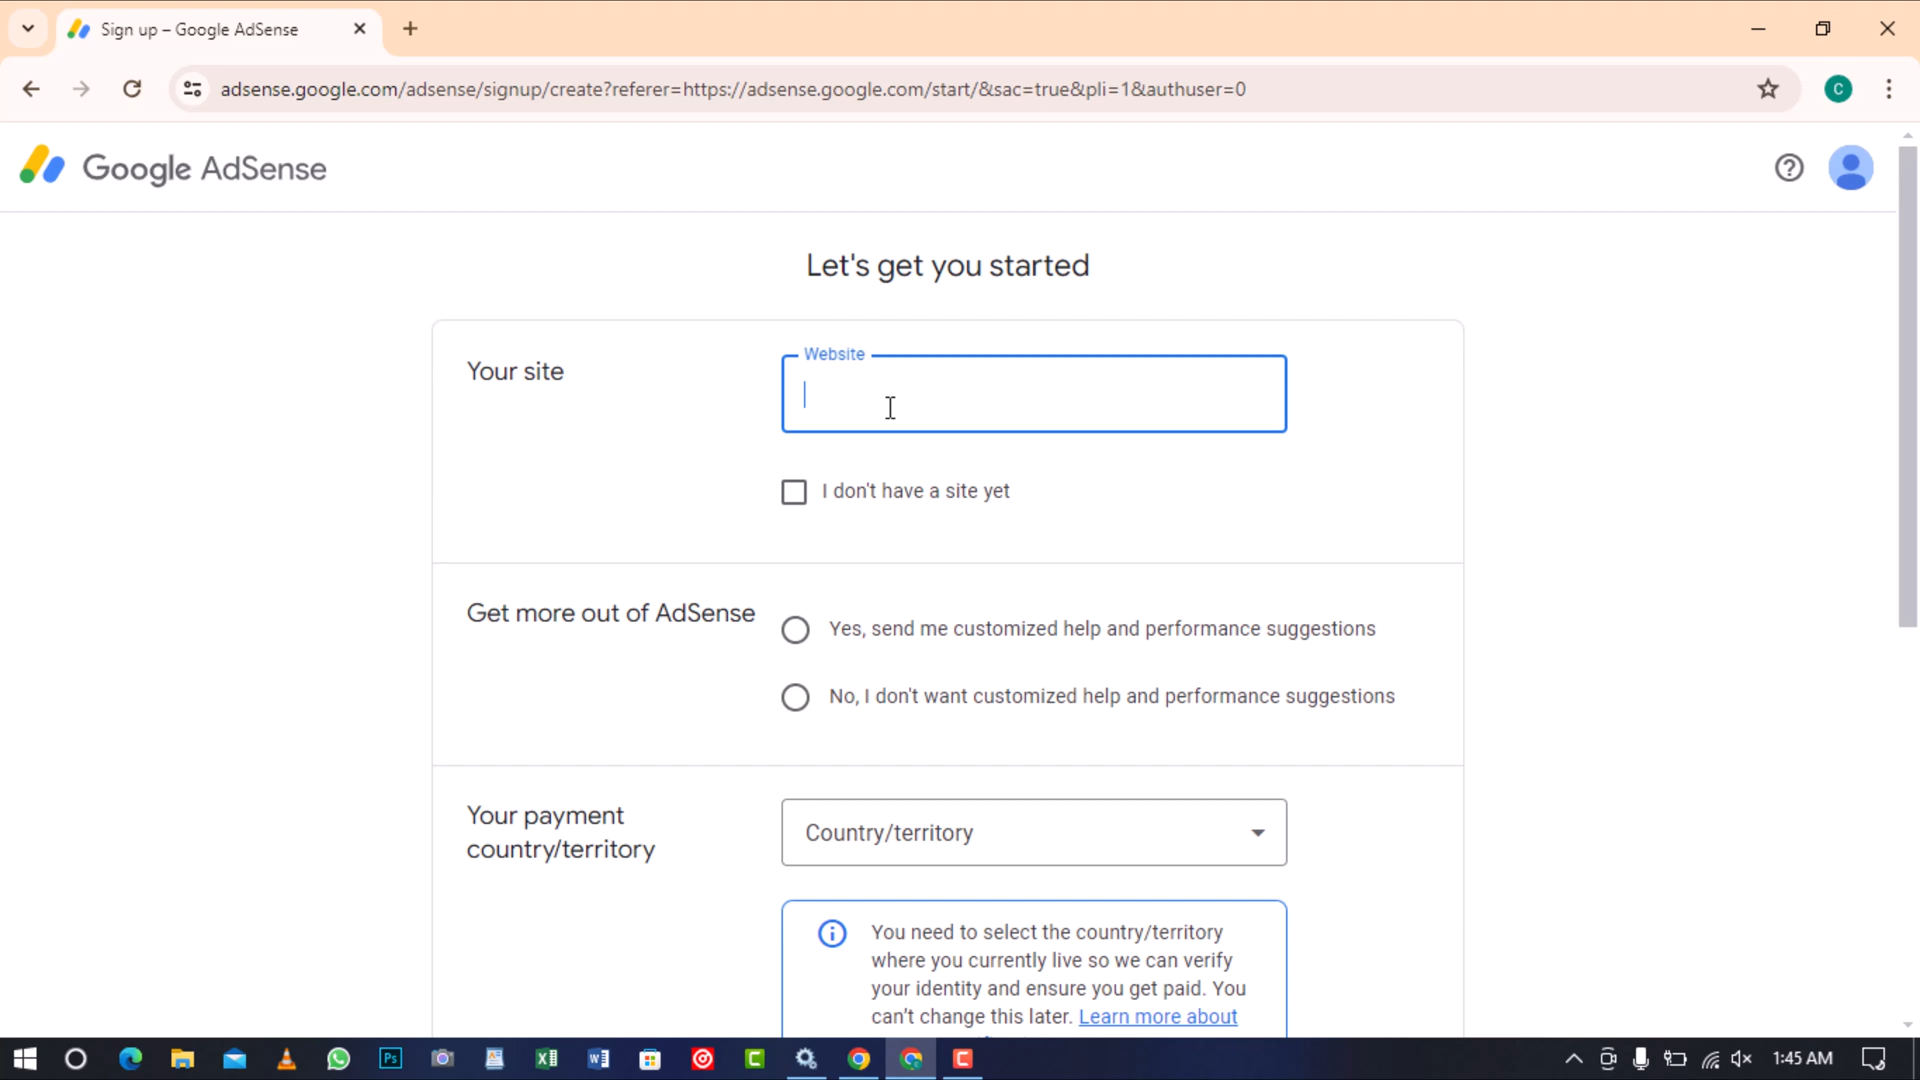 Sign up – Google AdSense
adsense.google.com/adsense/signup/create?referer=https://adsense.google.com/start/&sac=true&pli=1&authuser=0
C
Google AdSense
Let's get you started
Your site
Website
I don't have a site yet
Get more out of AdSense
Yes, send me customized help and performance suggestions
No, I don't want customized help and performance suggestions
Your payment
country/territory
Country/territory
You need to select the country/territory
where you currently live so we can verify
your identity and ensure you get paid. You
can't change this later. Learn more about
Ps
C
C
1:45 AM